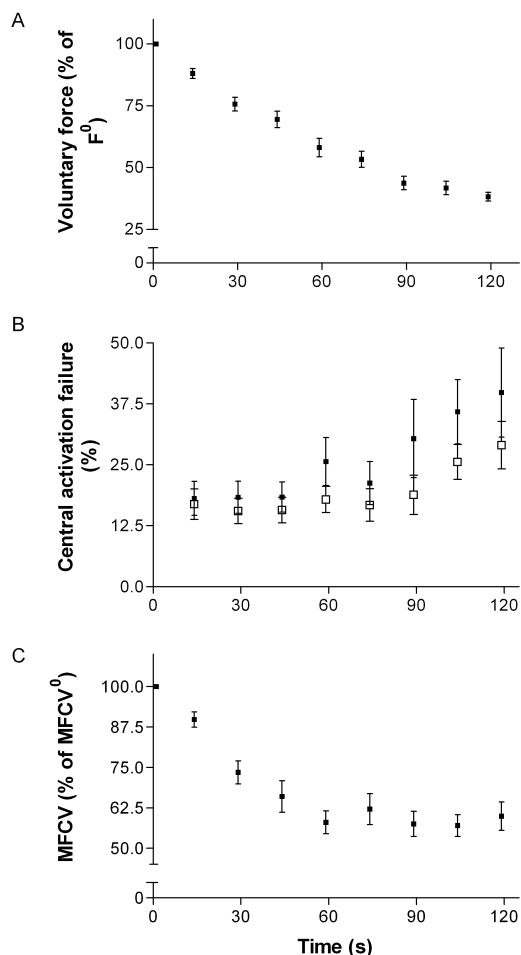 A
Voluntary force (% of
F⁰)
100
75
50
25
0
0 30 60 90 120
B
Central activation failure
(%)
50.0
37.5
25.0
12.5
0.0
0 30 60 90 120
C
MFCV (% of MFCV⁰)
100.0
87.5
75.0
62.5
50.0
0
0 30 60 90 120
Time (s)